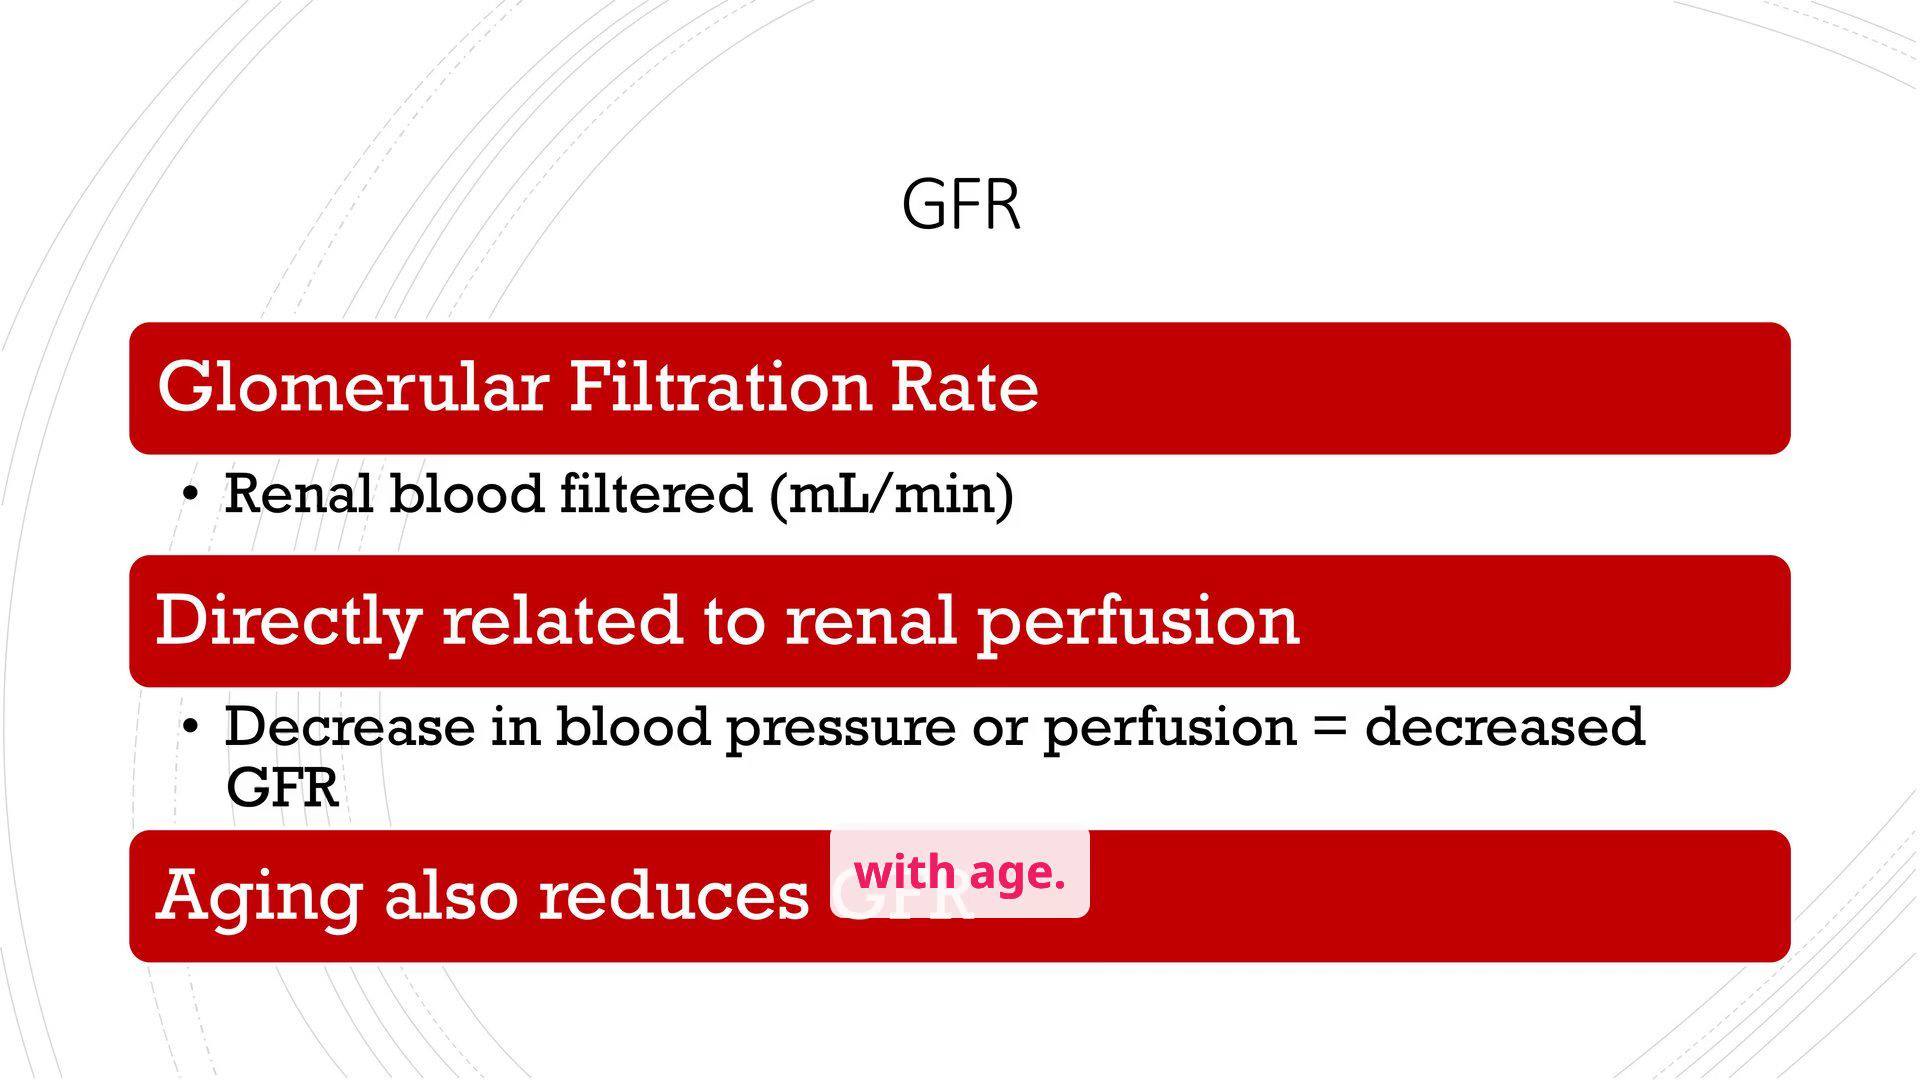 GFR
Glomerular Filtration Rate
• Renal blood filtered (mL/min)
Directly related to renal perfusion
• Decrease in blood pressure or perfusion = decreased
GFR
Aging also reduces GFR
with age.